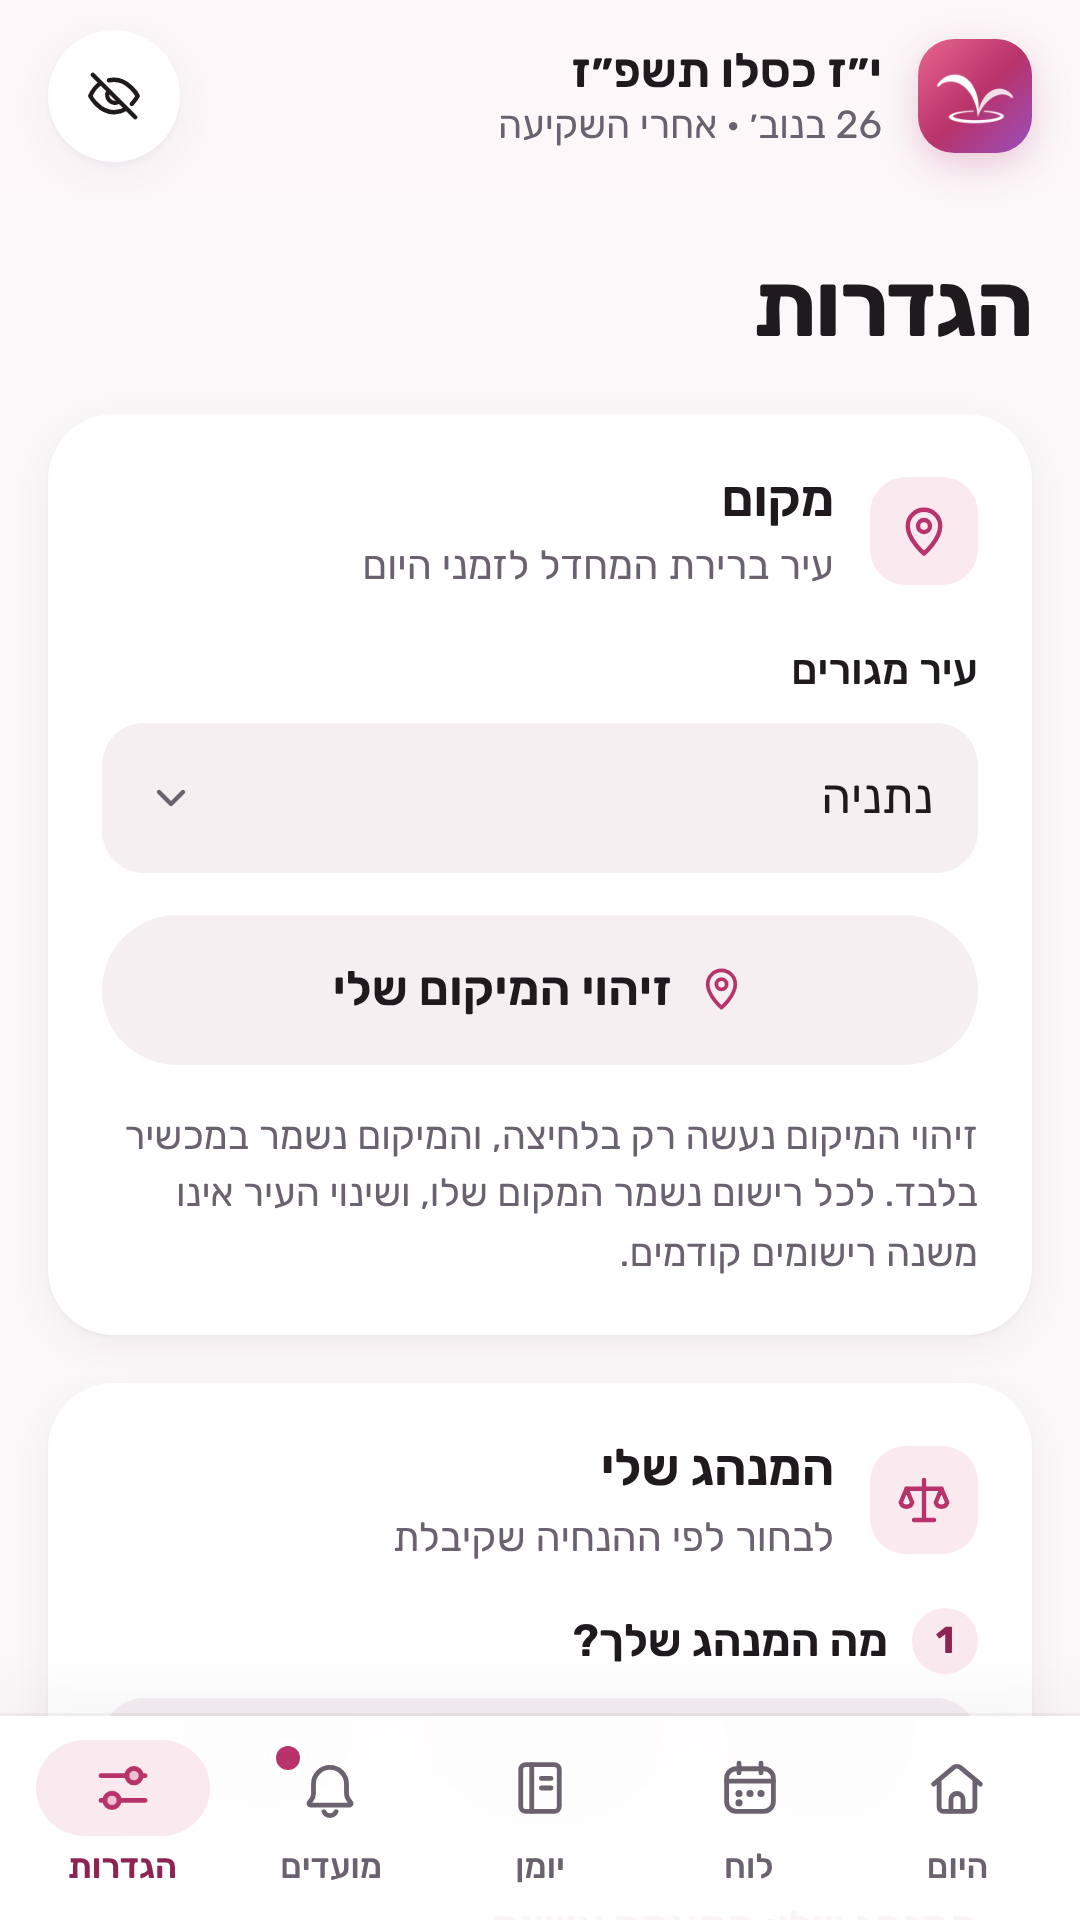 י״ז כסלו תשפ״ז
26 בנוב׳ • אחרי השקיעה
הגדרות
מקום
עיר ברירת המחדל לזמני היום
עיר מגורים
נתניה
זיהוי המיקום שלי
זיהוי המיקום נעשה רק בלחיצה, והמיקום נשמר במכשיר
בלבד. לכל רישום נשמר המקום שלו, ושינוי העיר אינו
משנה רישומים קודמים.
המנהג שלי
לבחור לפי ההנחיה שקיבלת
1 מה המנהג שלך?
היום
לוח
יומן
מועדים
הגדרות